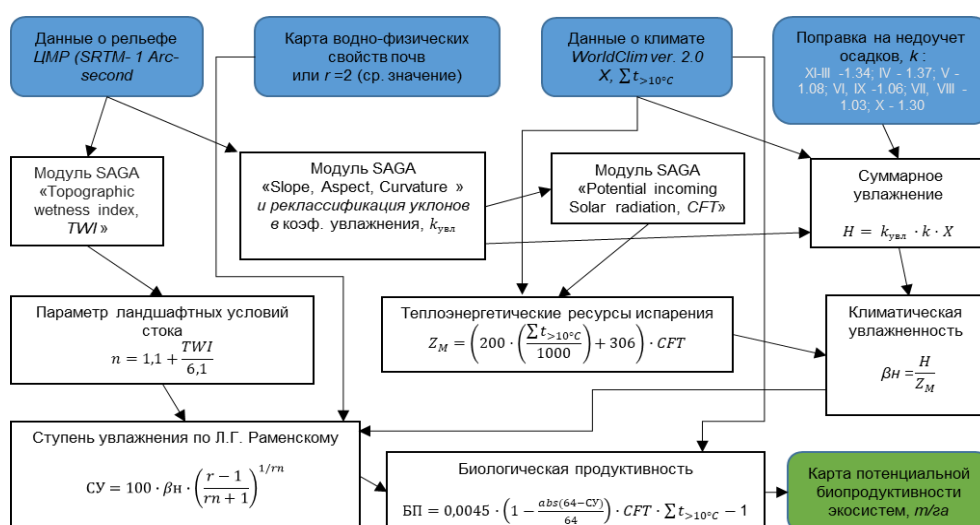 Данные о рельефе
ЦМР (SRTM- 1 Arc-
second
Карта водно-физических
свойств почв
или r =2 (ср. значение)
Данные о климате
WorldClim ver. 2.0
X, ∑ t>10°C
Поправка на недоучет
осадков, k :
XI-III -1.34; IV - 1.37; V -
1.08; VI, IX -1.06; VII, VIII -
1.03; X - 1.30
Модуль SAGA
«Topographic
wetness index,
TWI »
Модуль SAGA
«Slope, Aspect, Curvature »
и реклассификация уклонов
в коэф. увлажнения, kувл
Модуль SAGA
«Potential incoming
Solar radiation, CFT»
Суммарное
увлажнение
H = kувл · k · X
Параметр ландшафтных условий
стока
n = 1,1 + TWI/6,1
Теплоэнергетические ресурсы испарения
Z_M = (200 · (∑ t>10°C/1000) + 306) · CFT
Климатическая
увлажненность
βн = H/Z_M
Ступень увлажнения по Л.Г. Раменскому
СУ = 100 · βн · ((r − 1)/(rn + 1))^1/rn
Биологическая продуктивность
БП = 0,0045 · (1 − abs(64−СУ)/64) · CFT · ∑ t>10°C − 1
Карта потенциальной
биопродуктивности
экосистем, т/га